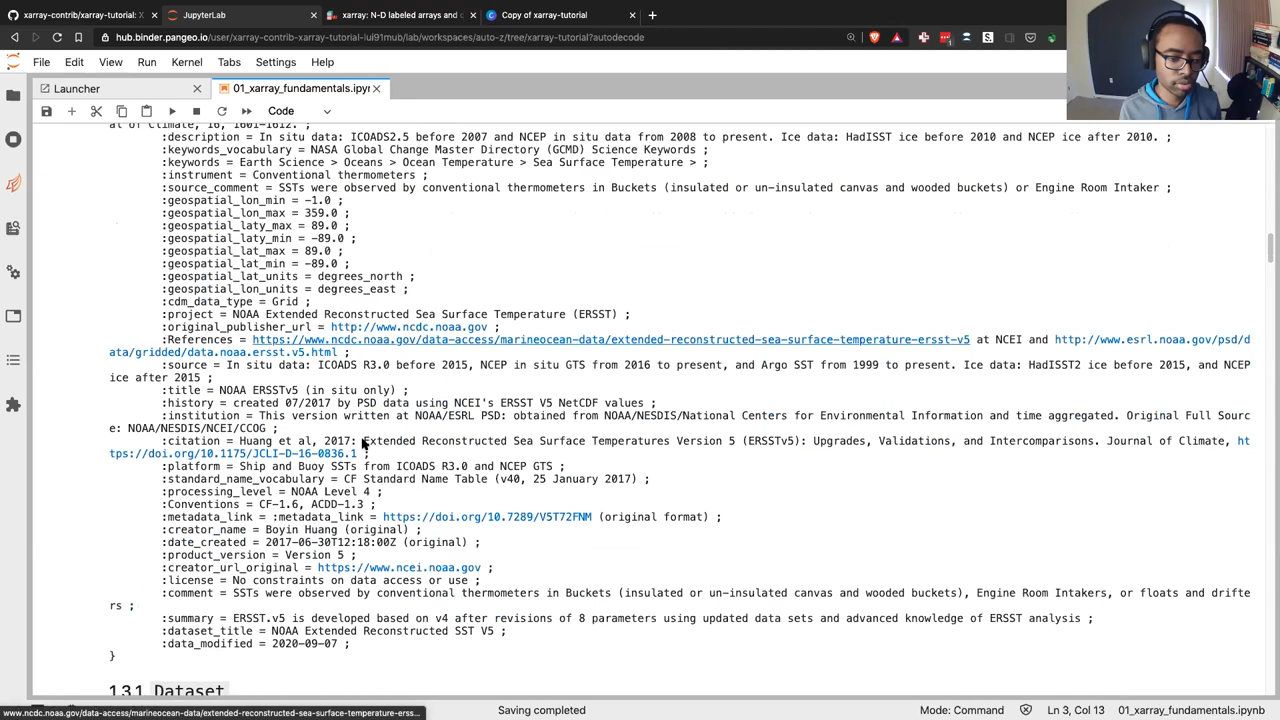 xarray-contrib/xarray-tutorial: X
JupyterLab
xarray: N-D labeled arrays and
Copy of xarray-tutorial
hub.binder.pangeo.io/user/xarray-contrib-xarray-tutorial-lui91mub/lab/workspaces/auto-z/tree/xarray-tutorial?autodecode
File Edit View Run Kernel Tabs Settings Help
Launcher
01_xarray_fundamentals.ipyn
Code
al of Climate, 16, 1601-1612. ;
:description = In situ data: ICOADS2.5 before 2007 and NCEP in situ data from 2008 to present. Ice data: HadISST ice before 2010 and NCEP ice after 2010. ;
:keywords_vocabulary = NASA Global Change Master Directory (GCMD) Science Keywords ;
:keywords = Earth Science > Oceans > Ocean Temperature > Sea Surface Temperature > ;
:instrument = Conventional thermometers ;
:source_comment = SSTs were observed by conventional thermometers in Buckets (insulated or un-insulated canvas and wooded buckets) or Engine Room Intaker ;
:geospatial_lon_min = -1.0 ;
:geospatial_lon_max = 359.0 ;
:geospatial_laty_max = 89.0 ;
:geospatial_laty_min = -89.0 ;
:geospatial_lat_max = 89.0 ;
:geospatial_lat_min = -89.0 ;
:geospatial_lat_units = degrees_north ;
:geospatial_lon_units = degrees_east ;
:cdm_data_type = Grid ;
:project = NOAA Extended Reconstructed Sea Surface Temperature (ERSST) ;
:original_publisher_url = http://www.ncdc.noaa.gov ;
:References = https://www.ncdc.noaa.gov/data-access/marineocean-data/extended-reconstructed-sea-surface-temperature-ersst-v5 at NCEI and http://www.esrl.noaa.gov/psd/d
ata/gridded/data.noaa.ersst.v5.html ;
:source = In situ data: ICOADS R3.0 before 2015, NCEP in situ GTS from 2016 to present, and Argo SST from 1999 to present. Ice data: HadISST2 ice before 2015, and NCEP
ice after 2015 ;
:title = NOAA ERSSTv5 (in situ only) ;
:history = created 07/2017 by PSD data using NCEI's ERSST V5 NetCDF values ;
:institution = This version written at NOAA/ESRL PSD: obtained from NOAA/NESDIS/National Centers for Environmental Information and time aggregated. Original Full Sourc
e: NOAA/NESDIS/NCEI/CCOG ;
:citation = Huang et al, 2017: Extended Reconstructed Sea Surface Temperatures Version 5 (ERSSTv5): Upgrades, Validations, and Intercomparisons. Journal of Climate, ht
tps://doi.org/10.1175/JCLI-D-16-0836.1 ;
:platform = Ship and Buoy SSTs from ICOADS R3.0 and NCEP GTS ;
:standard_name_vocabulary = CF Standard Name Table (v40, 25 January 2017) ;
:processing_level = NOAA Level 4 ;
:Conventions = CF-1.6, ACDD-1.3 ;
:metadata_link = :metadata_link = https://doi.org/10.7289/V5T72FNM (original format) ;
:creator_name = Boyin Huang (original) ;
:date_created = 2017-06-30T12:18:00Z (original) ;
:product_version = Version 5 ;
:creator_url_original = https://www.ncei.noaa.gov ;
:license = No constraints on data access or use ;
:comment = SSTs were observed by conventional thermometers in Buckets (insulated or un-insulated canvas and wooded buckets), Engine Room Intakers, or floats and drifte
rs ;
:summary = ERSST.v5 is developed based on v4 after revisions of 8 parameters using updated data sets and advanced knowledge of ERSST analysis ;
:dataset_title = NOAA Extended Reconstructed SST V5 ;
:data_modified = 2020-09-07 ;
}
1.3.1 Dataset
www.ncdc.noaa.gov/data-access/marineocean-data/extended-reconstructed-sea-surface-temperature-erss...
Saving completed
Mode: Command
Ln 3, Col 13
01_xarray_fundamentals.ipynb